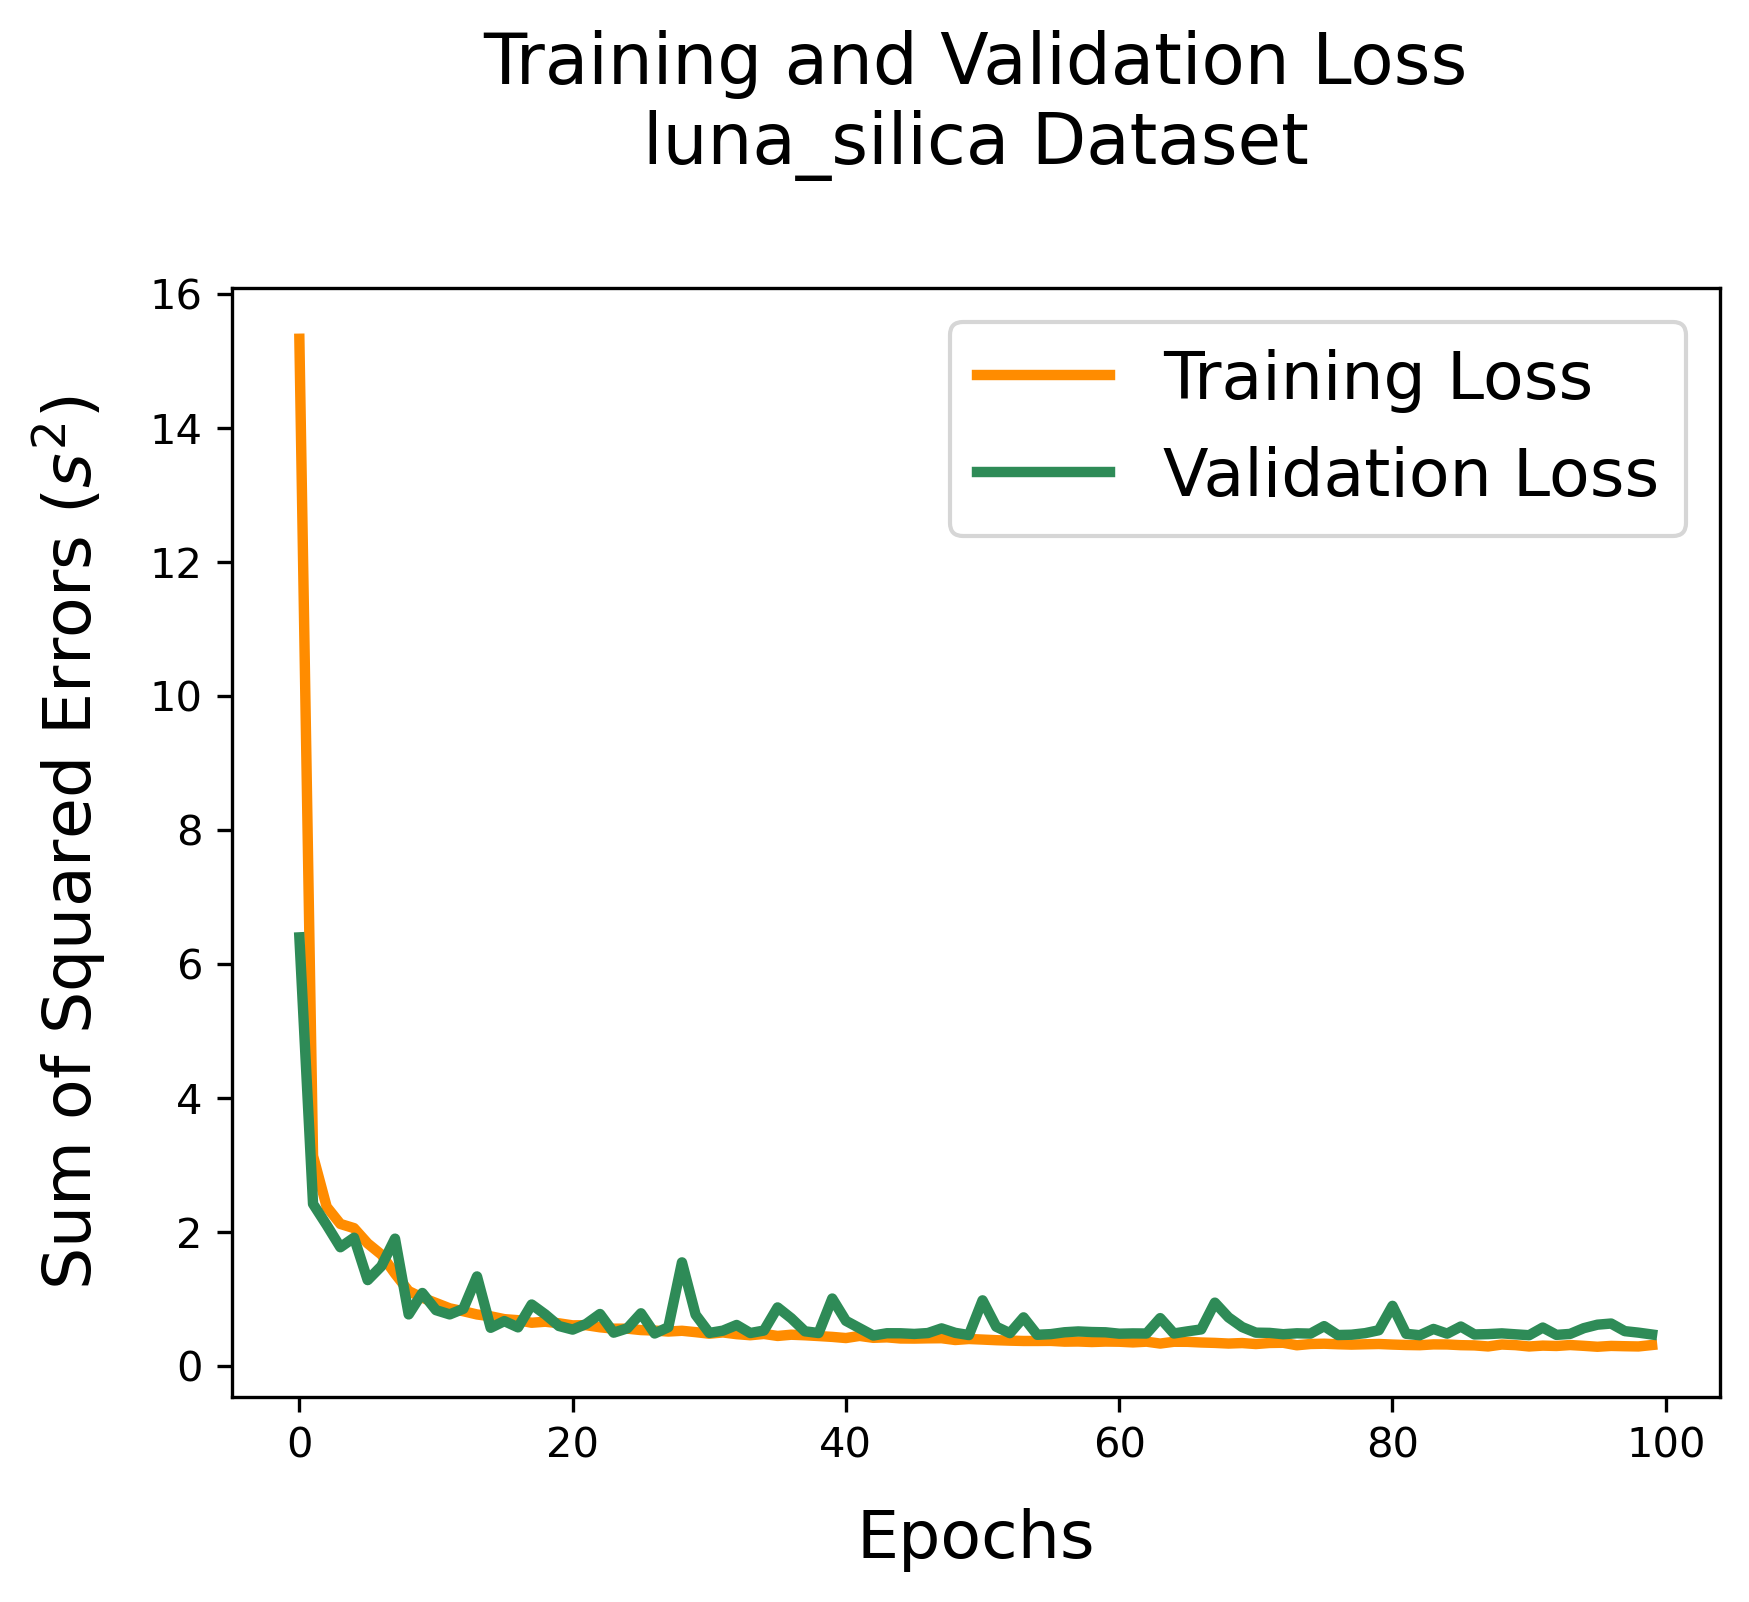 Training and Validation Loss
luna_silica Dataset
Sum of Squared Errors (s²)
16
14
12
10
8
6
4
2
0
Training Loss
Validation Loss
0 20 40 60 80 100
Epochs